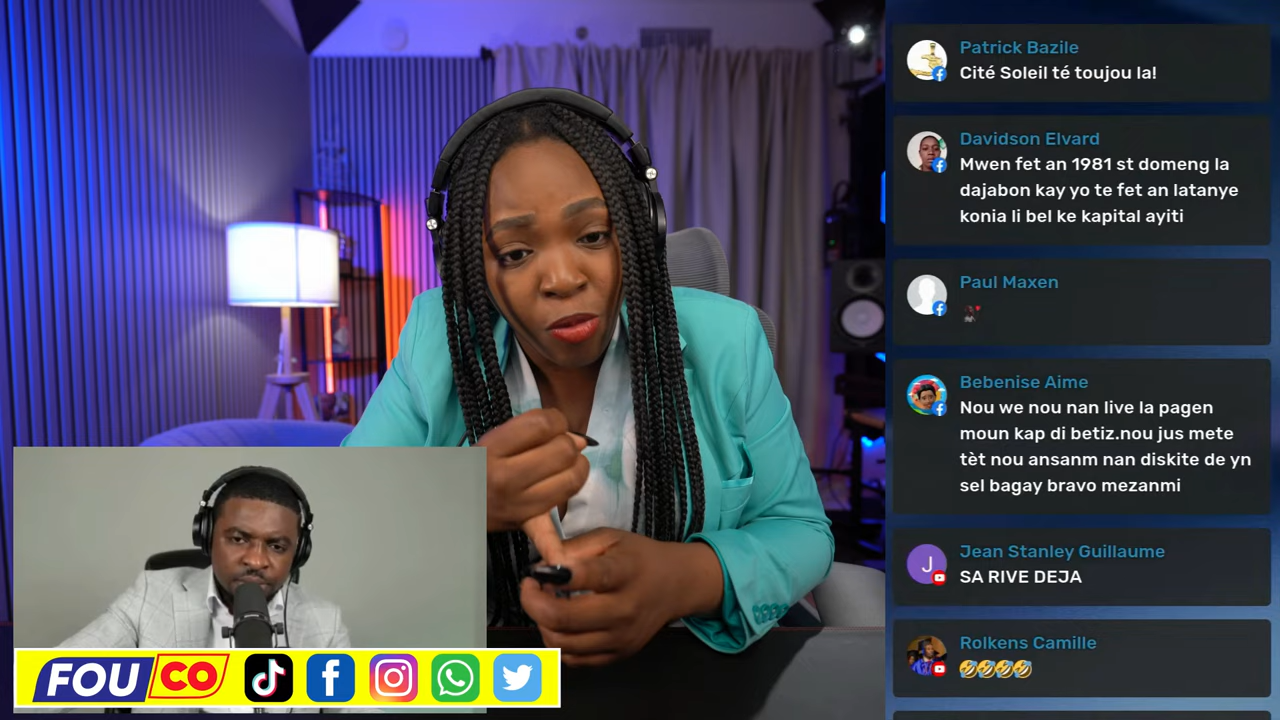 Patrick Bazile
Cité Soleil té toujou la!
Davidson Elvard
Mwen fet an 1981 st domeng la
dajabon kay yo te fet an latanye
konia li bel ke kapital ayiti
Paul Maxen
Bebenise Aime
Nou we nou nan live la pagen
moun kap di betiz.nou jus mete
tèt nou ansanm nan diskite de yn
sel bagay bravo mezanmi
J
Jean Stanley Guillaume
SA RIVE DEJA
Rolkens Camille
🤣🤣🤣🤣
FOUCO